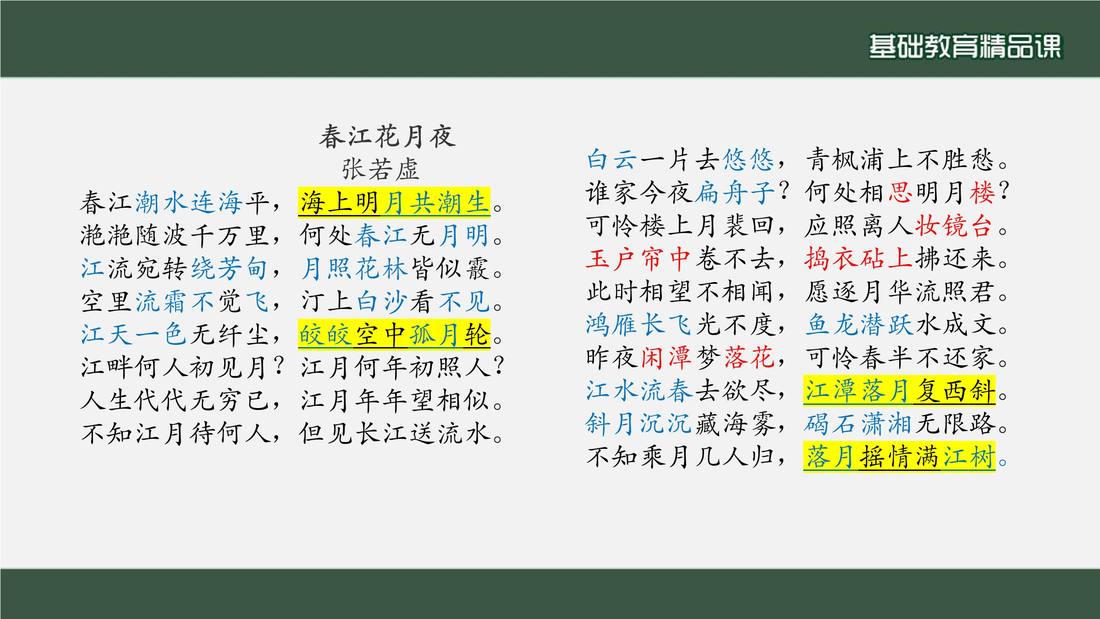 基础教育精品课
春江花月夜
张若虚
春江潮水连海平，海上明月共潮生。
滟滟随波千万里，何处春江无月明。
江流宛转绕芳甸，月照花林皆似霰。
空里流霜不觉飞，汀上白沙看不见。
江天一色无纤尘，皎皎空中孤月轮。
江畔何人初见月？江月何年初照人？
人生代代无穷已，江月年年望相似。
不知江月待何人，但见长江送流水。
白云一片去悠悠，青枫浦上不胜愁。
谁家今夜扁舟子？何处相思明月楼？
可怜楼上月裴回，应照离人妆镜台。
玉户帘中卷不去，捣衣砧上拂还来。
此时相望不相闻，愿逐月华流照君。
鸿雁长飞光不度，鱼龙潜跃水成文。
昨夜闲潭梦落花，可怜春半不还家。
江水流春去欲尽，江潭落月复西斜。
斜月沉沉藏海雾，碣石潇湘无限路。
不知乘月几人归，落月摇情满江树。